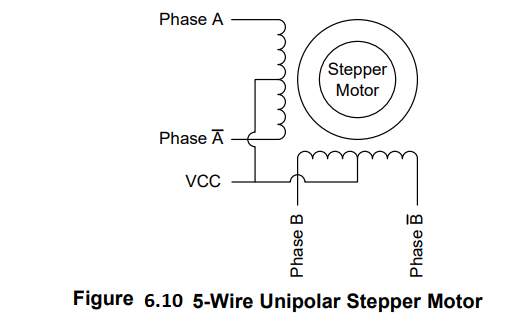 Phase A
Stepper
Motor
Phase A̅
VCC
Phase B
Phase B̅
Figure 6.10 5-Wire Unipolar Stepper Motor